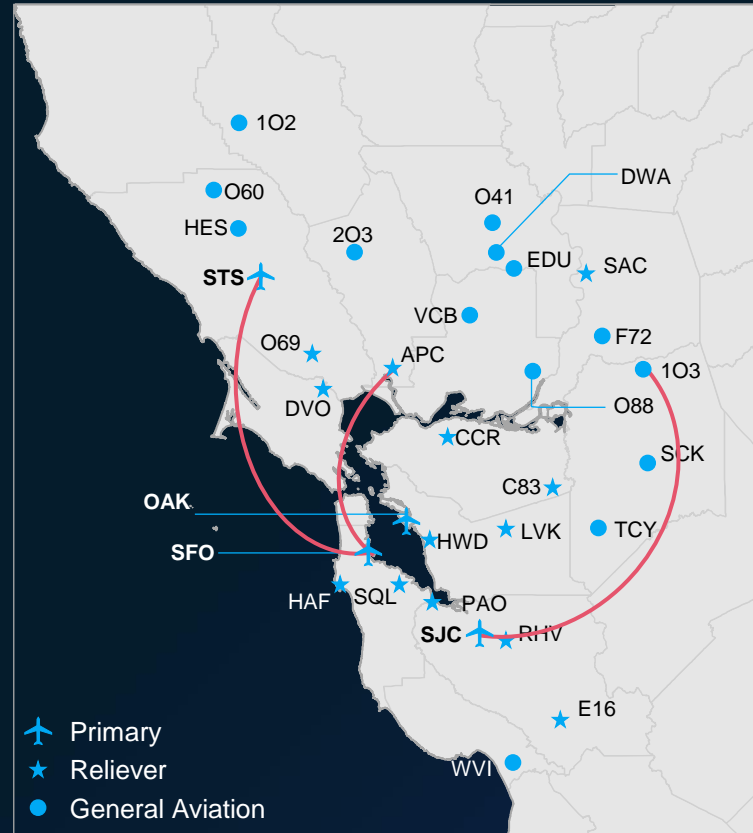 1O2
O60
DWA
O41
HES
2O3
EDU
SAC
STS
VCB
F72
O69
APC
1O3
DVO
O88
CCR
SCK
C83
OAK
HWD
LVK
TCY
SFO
HAF
SQL
PAO
SJC
RHV
E16
Primary
Reliever
WVI
General Aviation